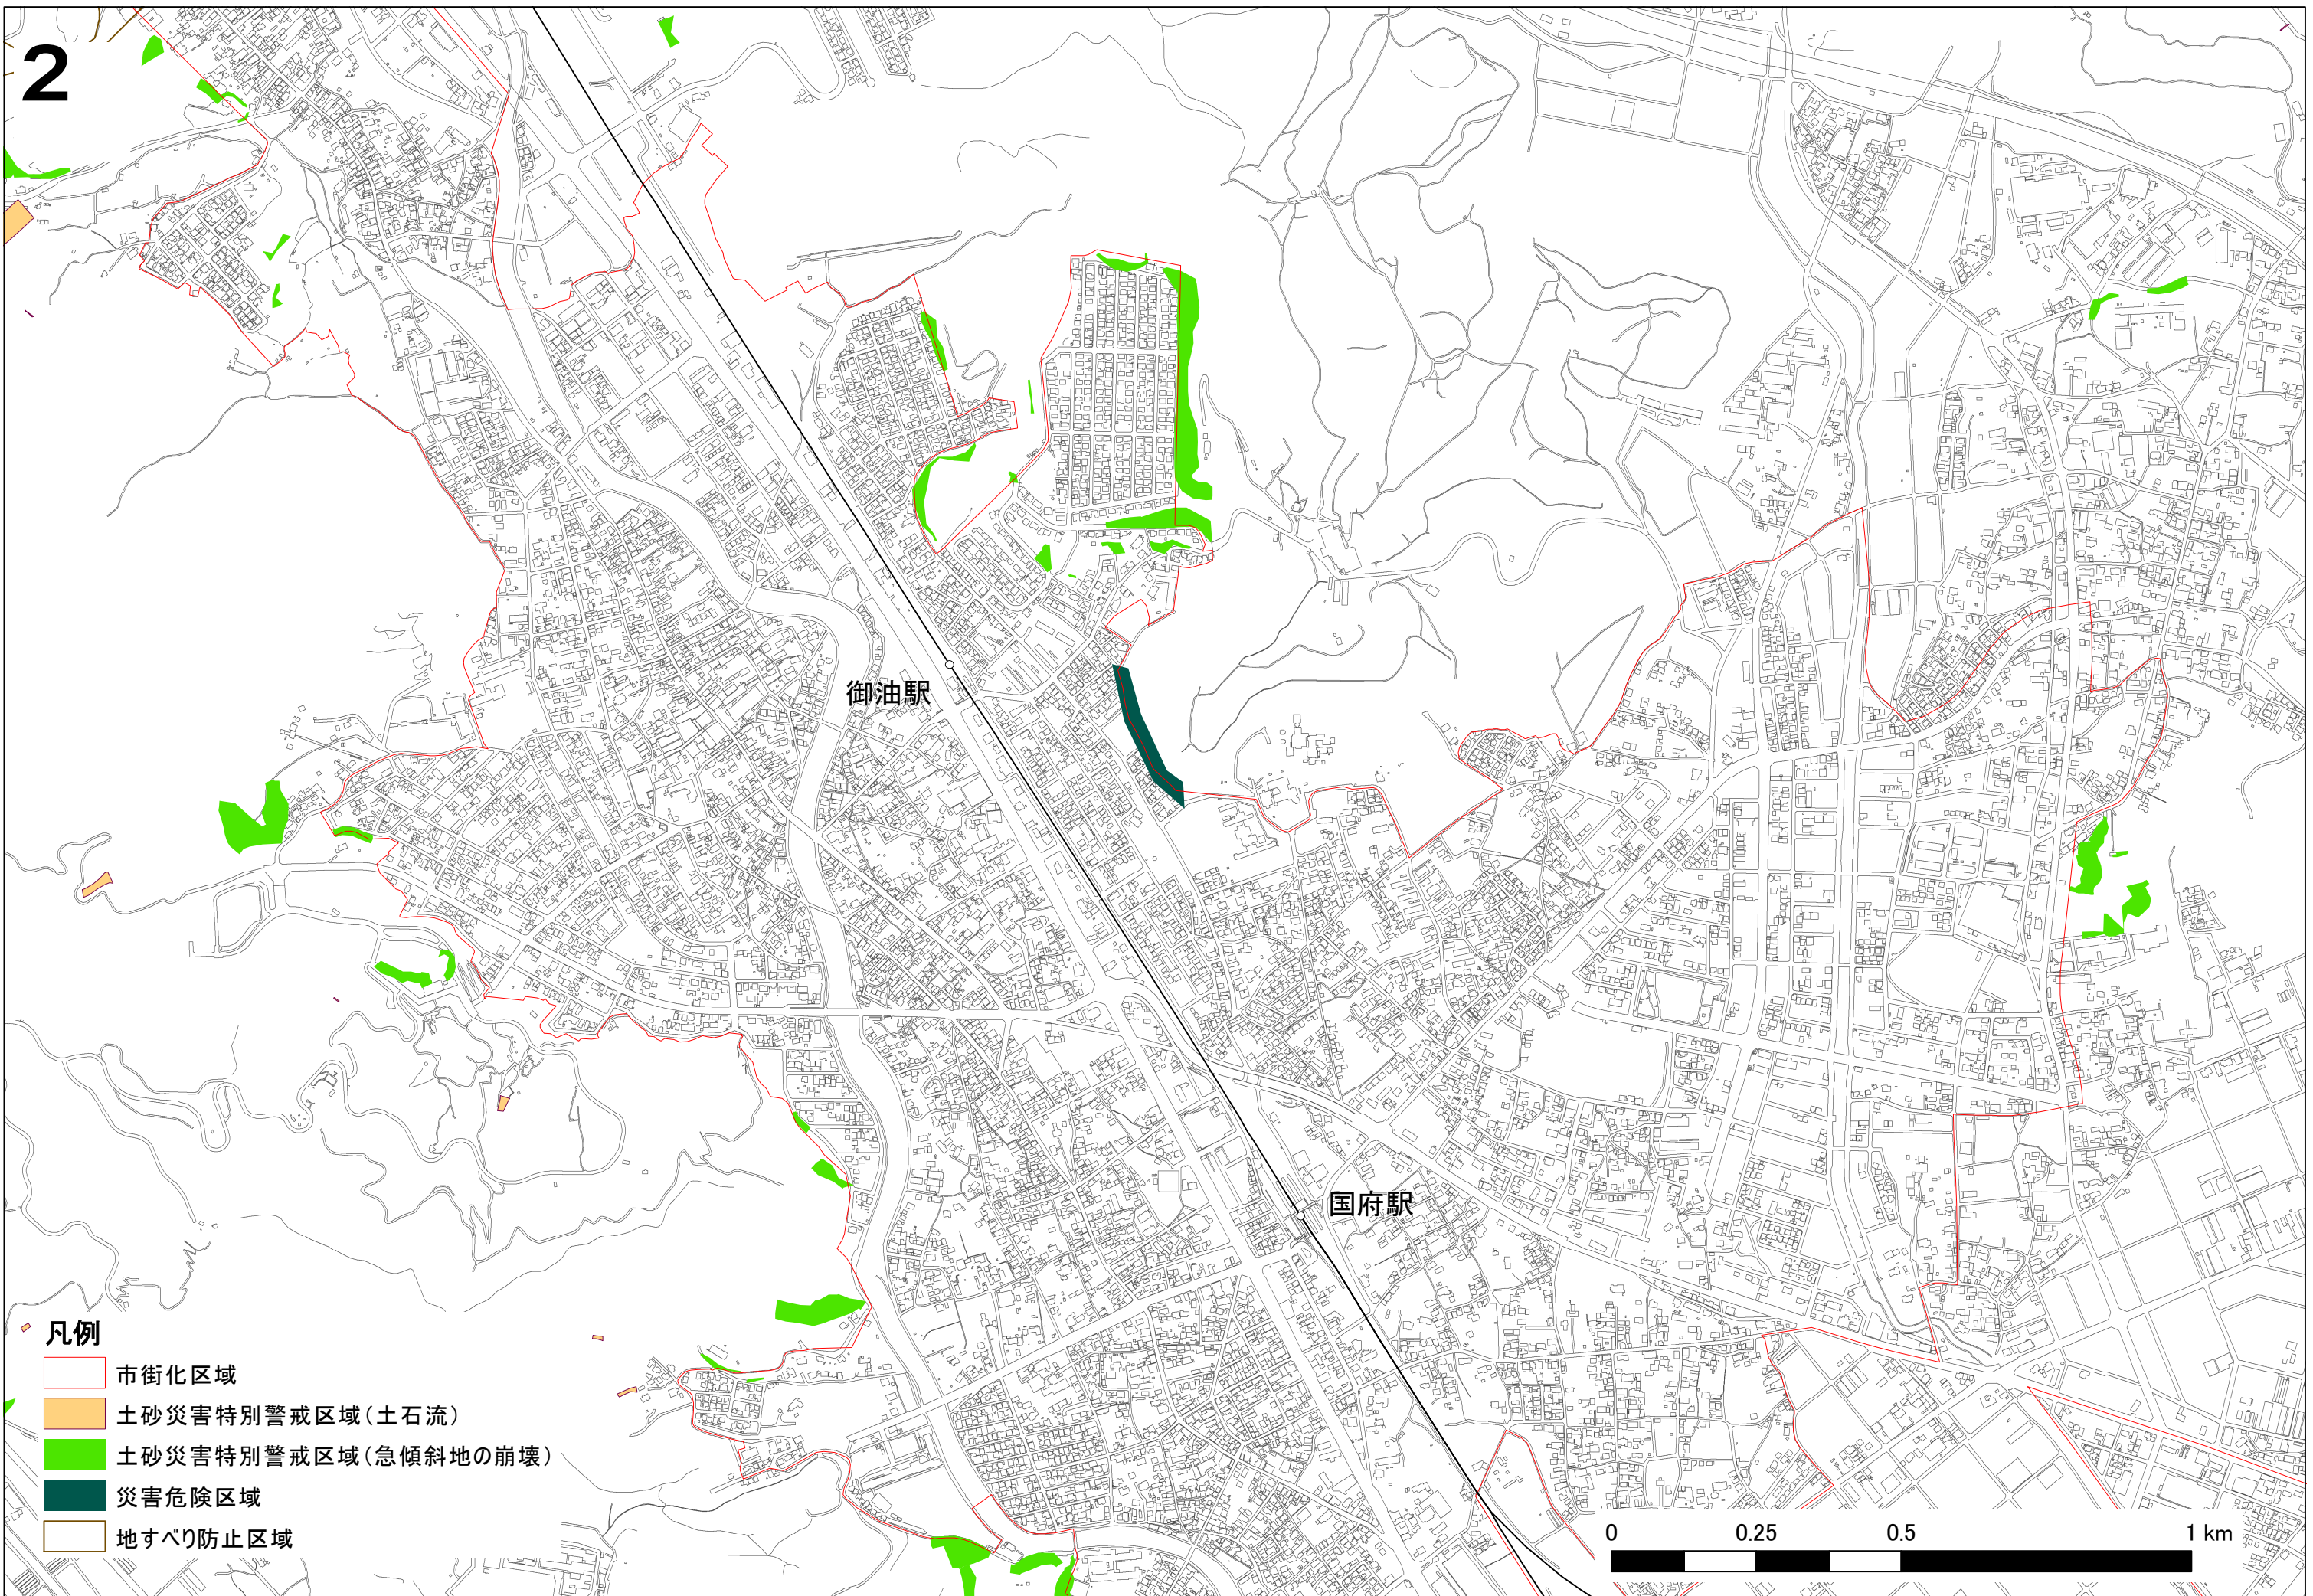 2
御油駅
国府駅
凡例
市街化区域
土砂災害特別警戒区域（土石流）
土砂災害特別警戒区域（急傾斜地の崩壊）
災害危険区域
地すべり防止区域
0 0.25 0.5 1 km